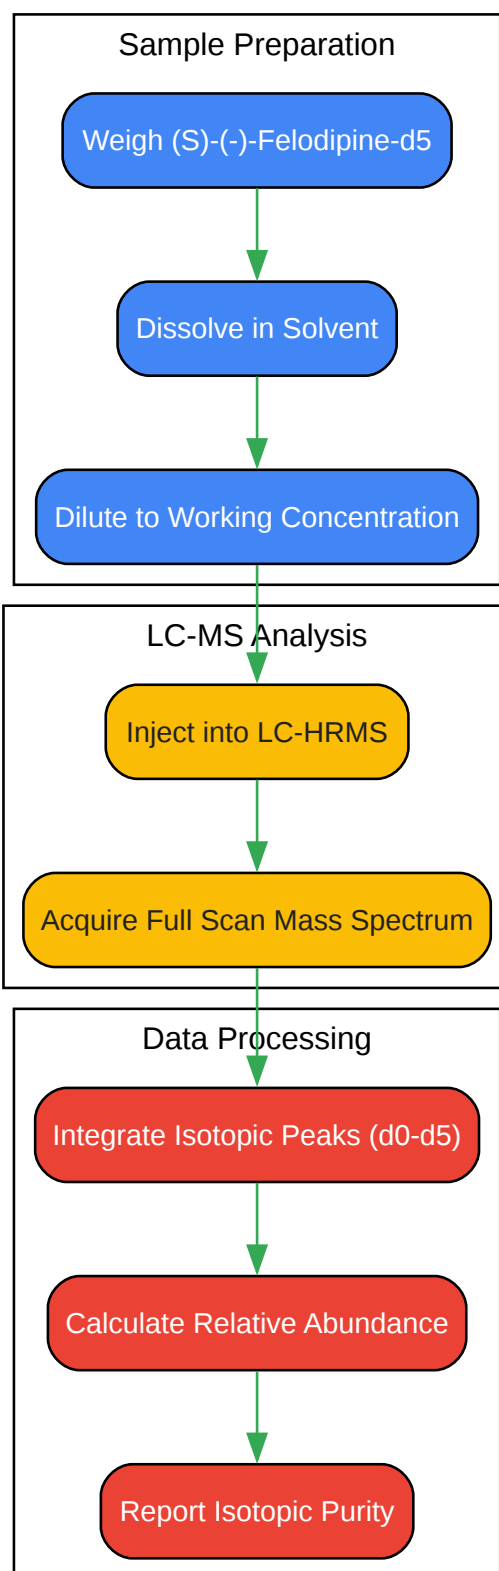 Sample Preparation
Weigh (S)-(-)-Felodipine-d5
Dissolve in Solvent
Dilute to Working Concentration
LC-MS Analysis
Inject into LC-HRMS
Acquire Full Scan Mass Spectrum
Data Processing
Integrate Isotopic Peaks (d0-d5)
Calculate Relative Abundance
Report Isotopic Purity